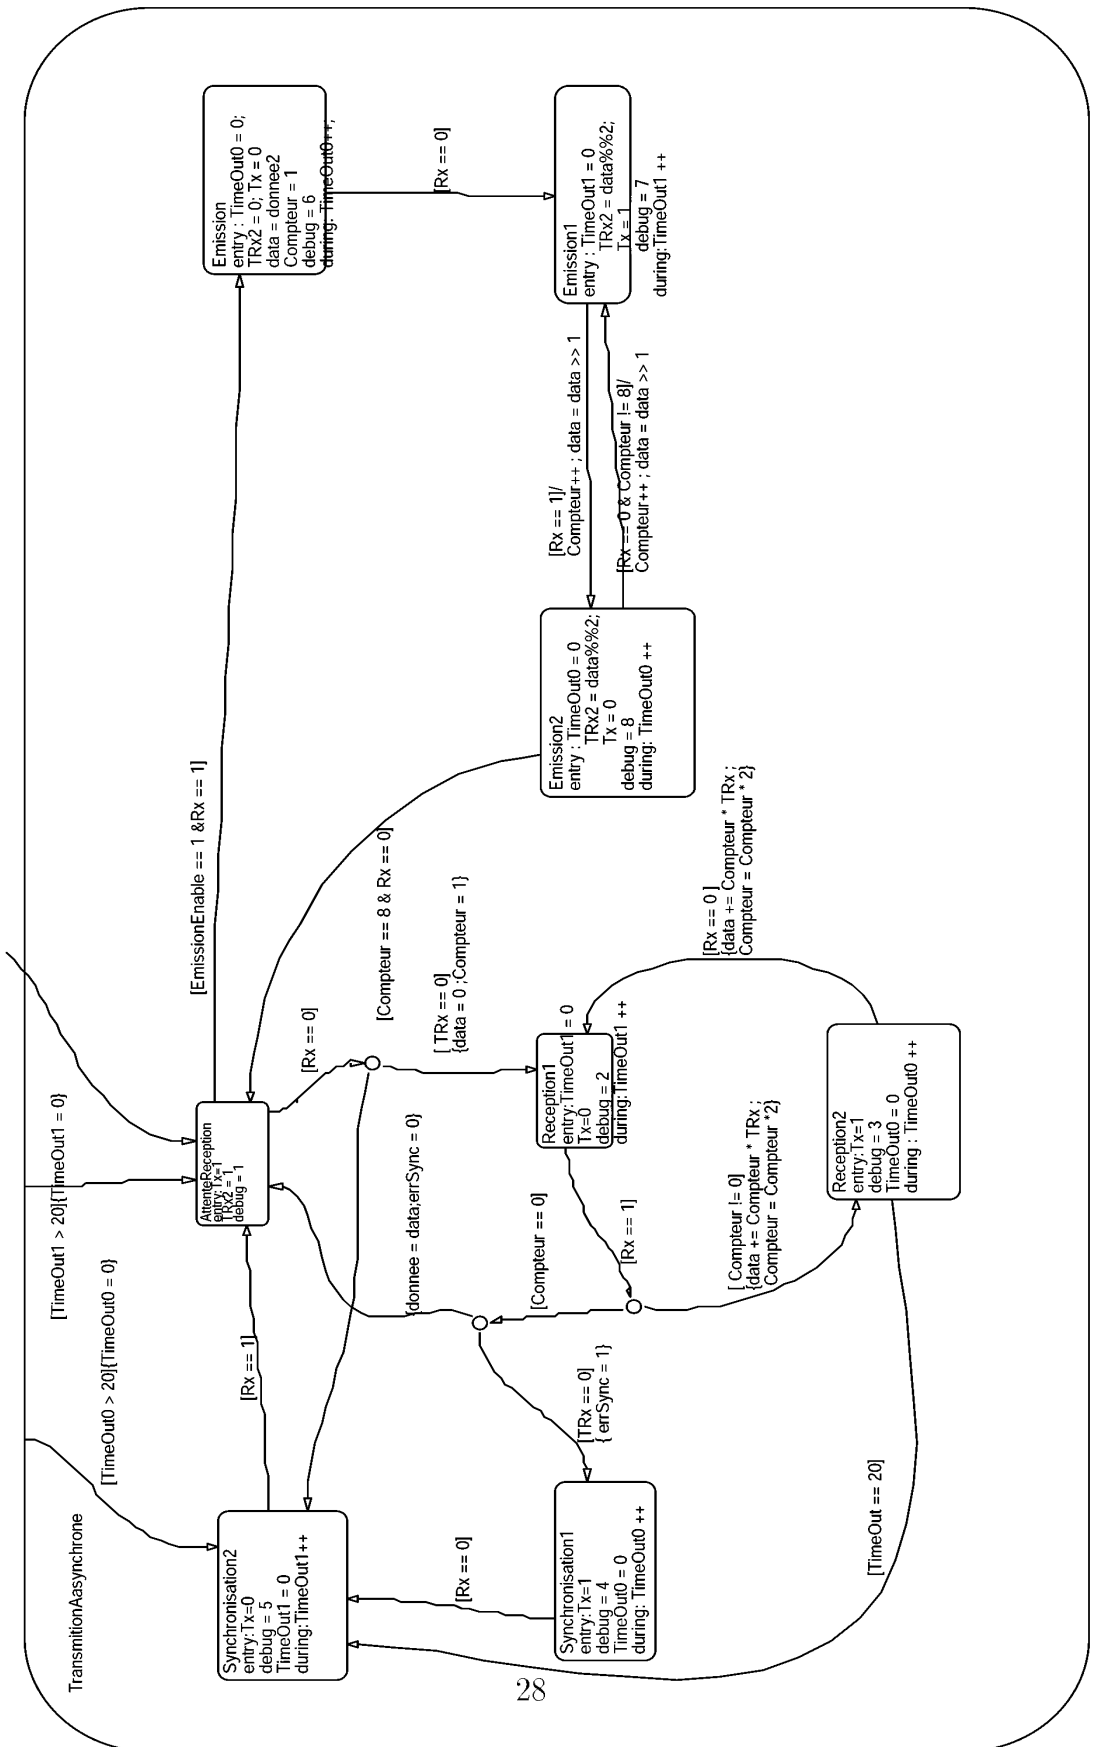 TransmitionAasynchrone
[TimeOut0 > 20]{TimeOut0 = 0}
[TimeOut1 > 20]{TimeOut1 = 0}
Synchronisation2
entry:Tx=0
debug = 5
TimeOut1 = 0
during:TimeOut1++
[Rx == 1]
AttenteReception
entry:Tx=1
TRx2 = 1
debug = 1
[EmissionEnable == 1 &Rx == 1]
Emission
entry : TimeOut0 = 0;
TRx2 = 0; Tx = 0
data = donnee2
Compteur = 1
debug = 6
during: TimeOut0++;
[Rx == 0]
[Rx == 0]
[Compteur == 8 & Rx == 0]
[ TRx == 0]
{data = 0 ;Compteur = 1}
{donnee = data;errSync = 0}
Emission1
entry : TimeOut1 = 0
TRx2 = data%%2;
Tx = 1
debug = 7
during:TimeOut1 ++
[Rx == 1]/
Compteur++ ; data = data >> 1
[Rx == 0 & Compteur != 8]/
Compteur++ ; data = data >> 1
Emission2
entry : TimeOut0 = 0
TRx2 = data%%2;
Tx = 0
debug = 8
during: TimeOut0 ++
Reception1
entry:TimeOut1 = 0
Tx=0
debug = 2
during:TimeOut1 ++
[Compteur == 0]
[Rx == 1]
[TRx == 0]
{ errSync = 1}
[Rx == 0]
Synchronisation1
entry:Tx=1
debug = 4
TimeOut0 = 0
during: TimeOut0 ++
[Rx == 0 ]
{data += Compteur * TRx ;
Compteur = Compteur * 2}
[ Compteur != 0]
{data += Compteur * TRx ;
Compteur = Compteur *2}
Reception2
entry:Tx=1
debug = 3
TimeOut0 = 0
during : TimeOut0 ++
[TimeOut == 20]
28